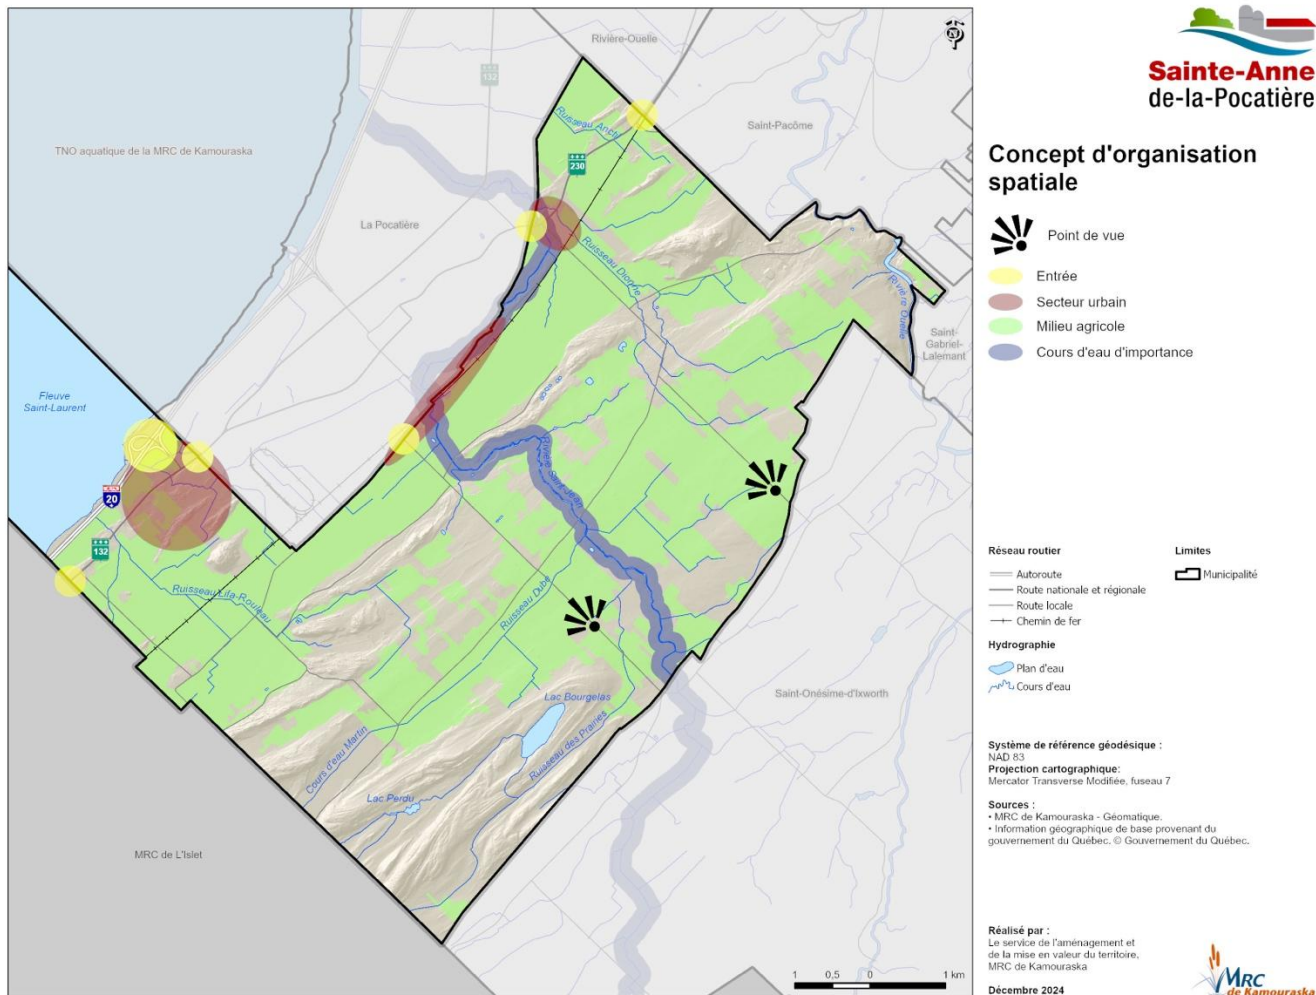 Rivière-Ouelle
132
Ruisseau Anctil
Saint-Pacôme
TNO aquatique de la MRC de Kamouraska
230
La Pocatière
Ruisseau Dionne
Rivière Ouelle
Saint-
Gabriel-
Lalemant
Fleuve
Saint-Laurent
Rivière Saint-Jean
20
132
Ruisseau Lila-Rouleau
Ruisseau Dubé
Saint-Onésime-d'Ixworth
Lac Bourgelas
Cours d'eau Martin
Ruisseau des Prairies
Lac Perdu
MRC de L'Islet
1 0,5 0 1 km
N
Sainte-Anne
de-la-Pocatière
Concept d'organisation
spatiale
Point de vue
Entrée
Secteur urbain
Milieu agricole
Cours d'eau d'importance
Réseau routier
Autoroute
Route nationale et régionale
Route locale
Chemin de fer
Limites
Municipalité
Hydrographie
Plan d'eau
Cours d'eau
Système de référence géodésique :
NAD 83
Projection cartographique:
Mercator Transverse Modifiée, fuseau 7
Sources :
• MRC de Kamouraska - Géomatique.
• Information géographique de base provenant du
gouvernement du Québec. © Gouvernement du Québec.
Réalisé par :
Le service de l'aménagement et
de la mise en valeur du territoire,
MRC de Kamouraska
Décembre 2024
MRC
de Kamouraska